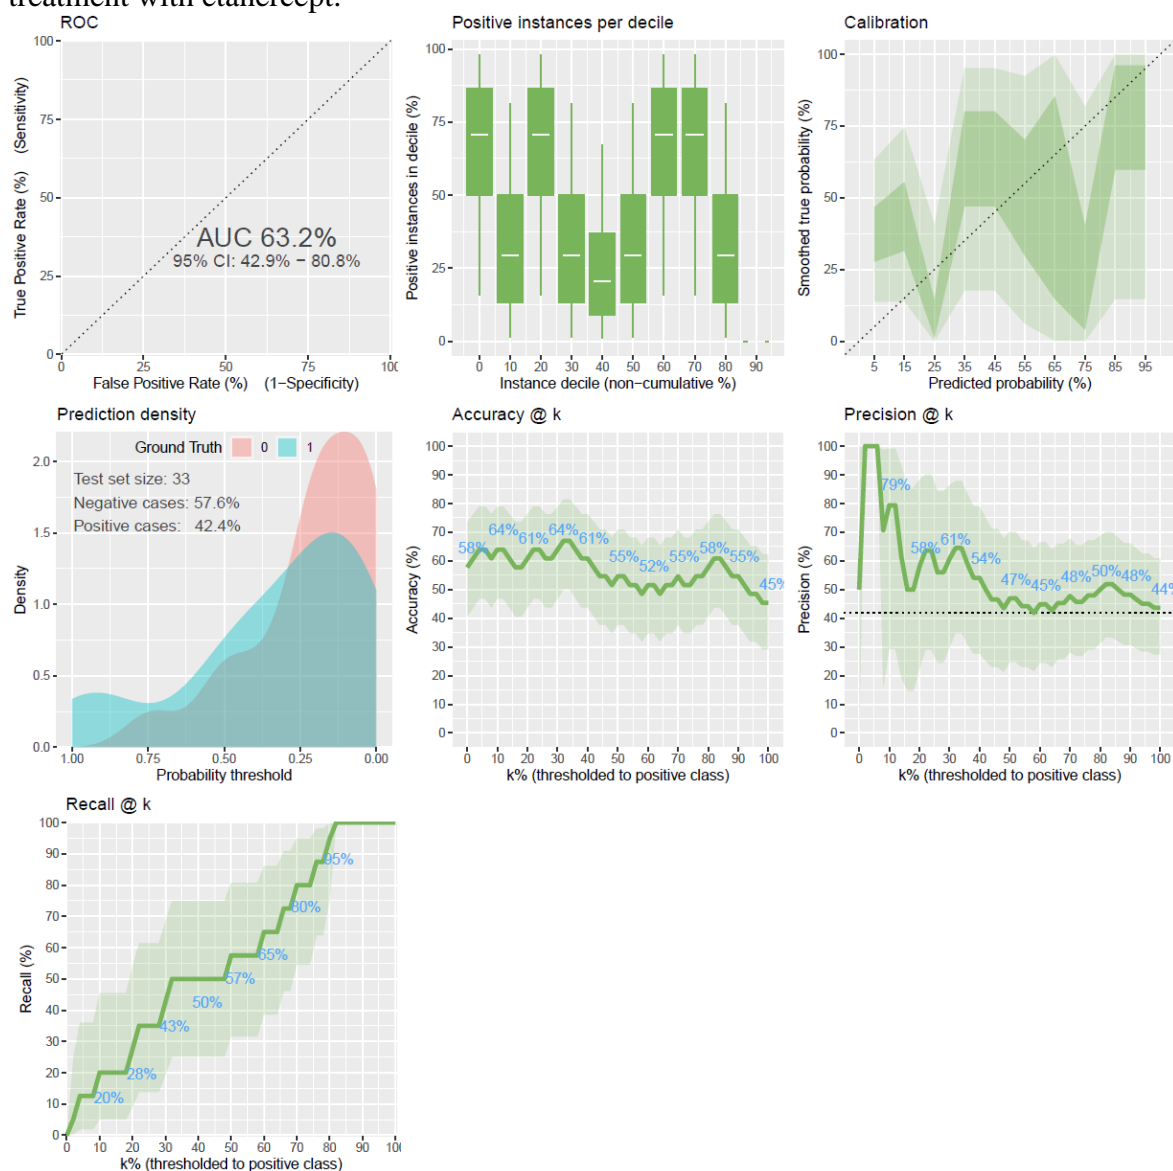 treatment with etanercept.
ROC
100
75
50
25
0
True Positive Rate (%) (Sensitivity)
AUC 63.2%
95% CI: 42.9% − 80.8%
0 25 50 75 100
False Positive Rate (%) (1−Specificity)
Positive instances per decile
100
75
50
25
0
Positive instances in decile (%)
0 10 20 30 40 50 60 70 80 90
Instance decile (non−cumulative %)
Calibration
100
75
50
25
0
Smoothed true probability (%)
5 15 25 35 45 55 65 75 85 95
Predicted probability (%)
Prediction density
Ground Truth 0 1
Test set size: 33
Negative cases: 57.6%
Positive cases: 42.4%
2.0
1.5
1.0
0.5
0.0
Density
1.00 0.75 0.50 0.25 0.00
Probability threshold
Accuracy @ k
100
90
80
70
60
50
40
30
20
10
0
Accuracy (%)
58% 64% 61% 64% 61% 55% 52% 55% 58% 55% 45%
0 10 20 30 40 50 60 70 80 90 100
k% (thresholded to positive class)
Precision @ k
100
90
80
70
60
50
40
30
20
10
0
Precision (%)
79% 58% 61% 54% 47% 45% 48% 50% 48% 44%
0 10 20 30 40 50 60 70 80 90 100
k% (thresholded to positive class)
Recall @ k
100
90
80
70
60
50
40
30
20
10
0
Recall (%)
20% 28% 43% 50% 57% 65% 80% 95%
0 10 20 30 40 50 60 70 80 90 100
k% (thresholded to positive class)